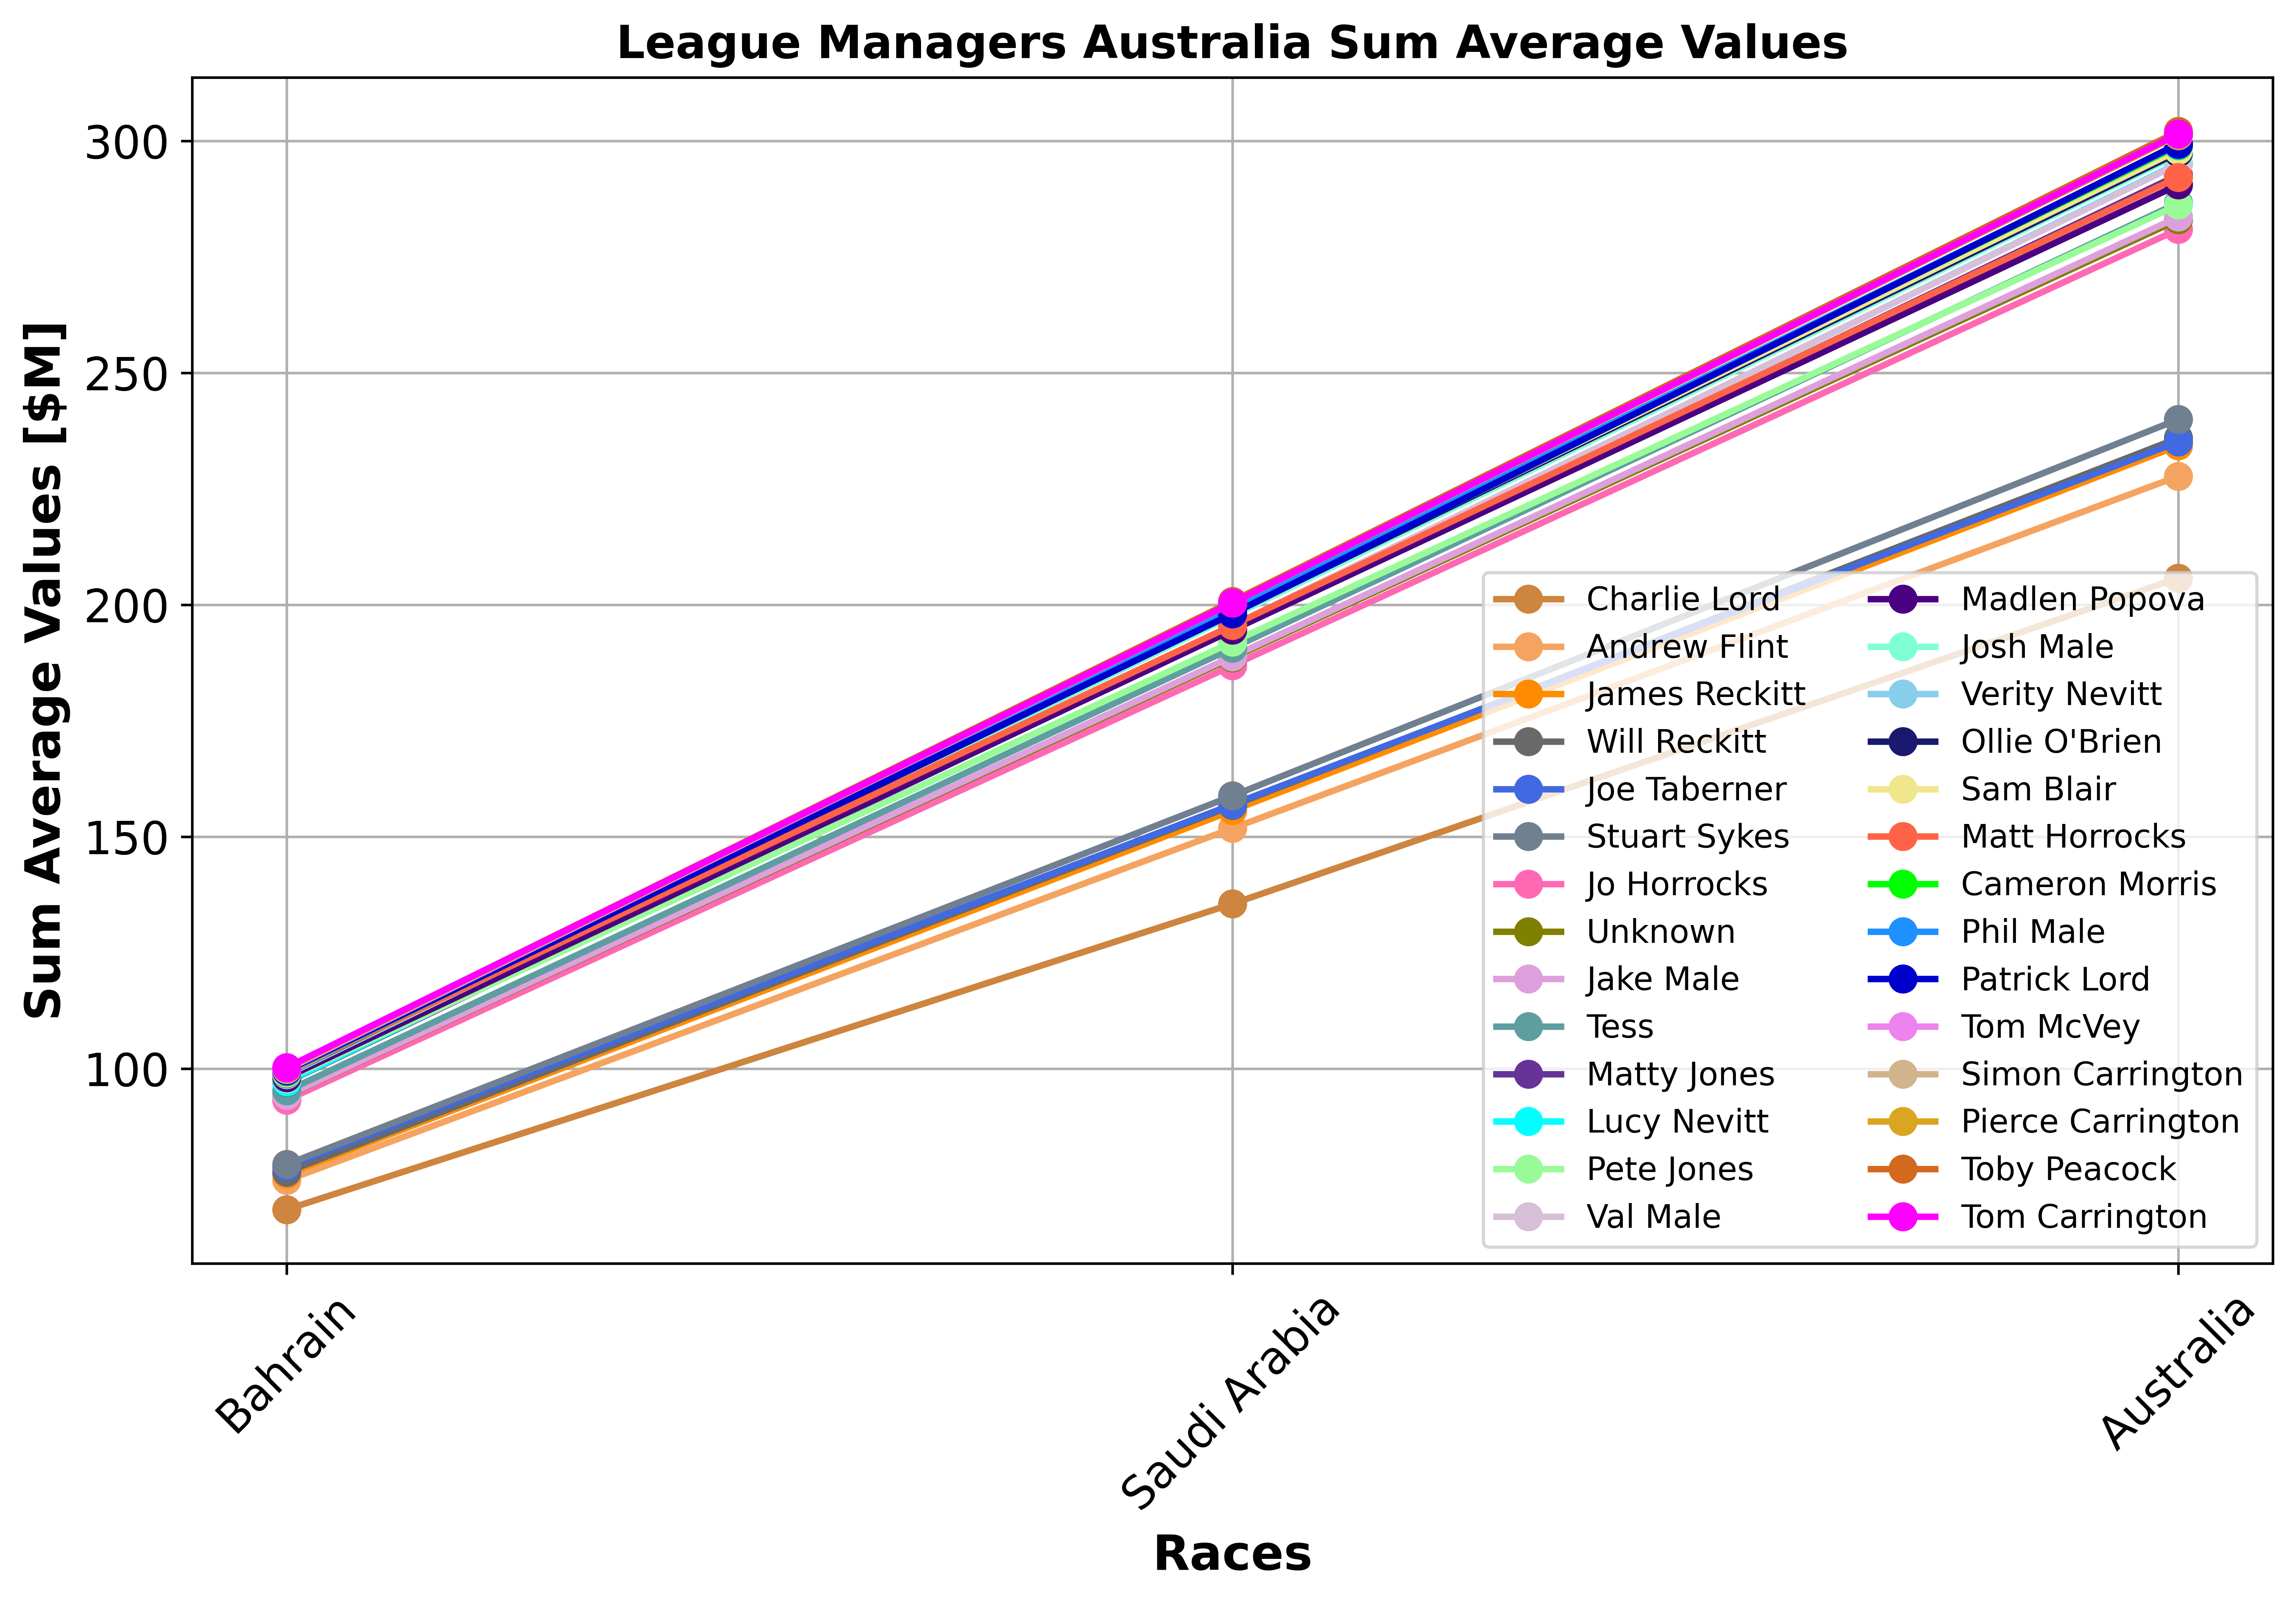 League Managers Australia Sum Average Values
Sum Average Values [$M]
300
250
200
150
100
Charlie Lord
Andrew Flint
James Reckitt
Will Reckitt
Joe Taberner
Stuart Sykes
Jo Horrocks
Unknown
Jake Male
Tess
Matty Jones
Lucy Nevitt
Pete Jones
Val Male
Madlen Popova
Josh Male
Verity Nevitt
Ollie O'Brien
Sam Blair
Matt Horrocks
Cameron Morris
Phil Male
Patrick Lord
Tom McVey
Simon Carrington
Pierce Carrington
Toby Peacock
Tom Carrington
Bahrain
Saudi Arabia
Australia
Races